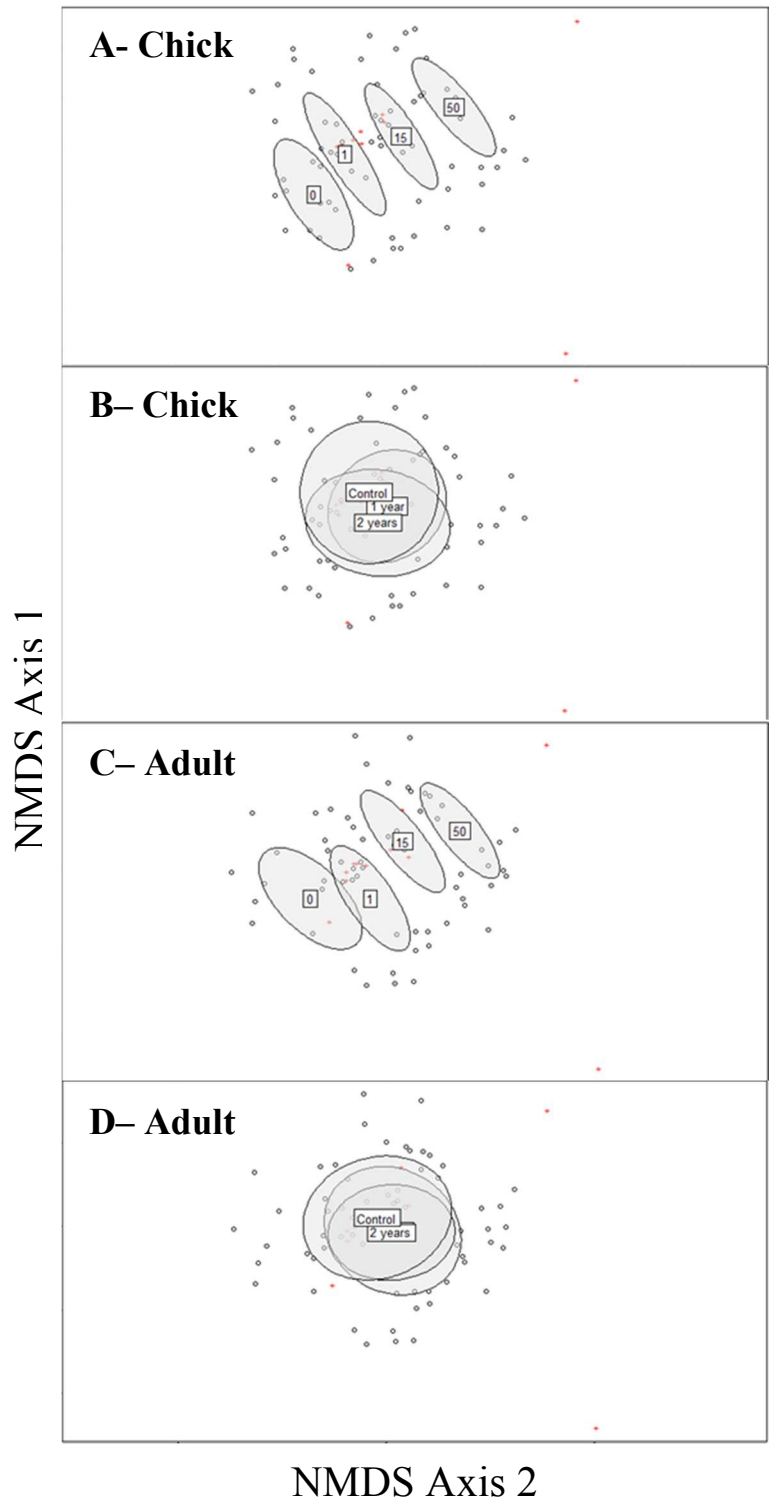 A- Chick
50
15
1
0
B– Chick
Control
1 year
2 years
NMDS Axis 1
C– Adult
50
15
0
1
D– Adult
Control
2 years
NMDS Axis 2